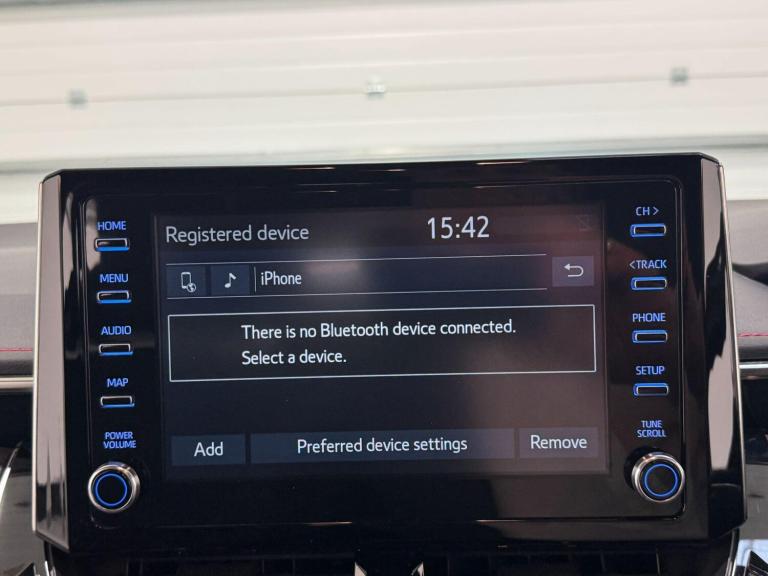 Registered device
15:42
iPhone
There is no Bluetooth device connected.
Select a device.
Add
Preferred device settings
Remove
HOME
MENU
AUDIO
MAP
POWER
VOLUME
CH >
<TRACK
PHONE
SETUP
TUNE
SCROLL